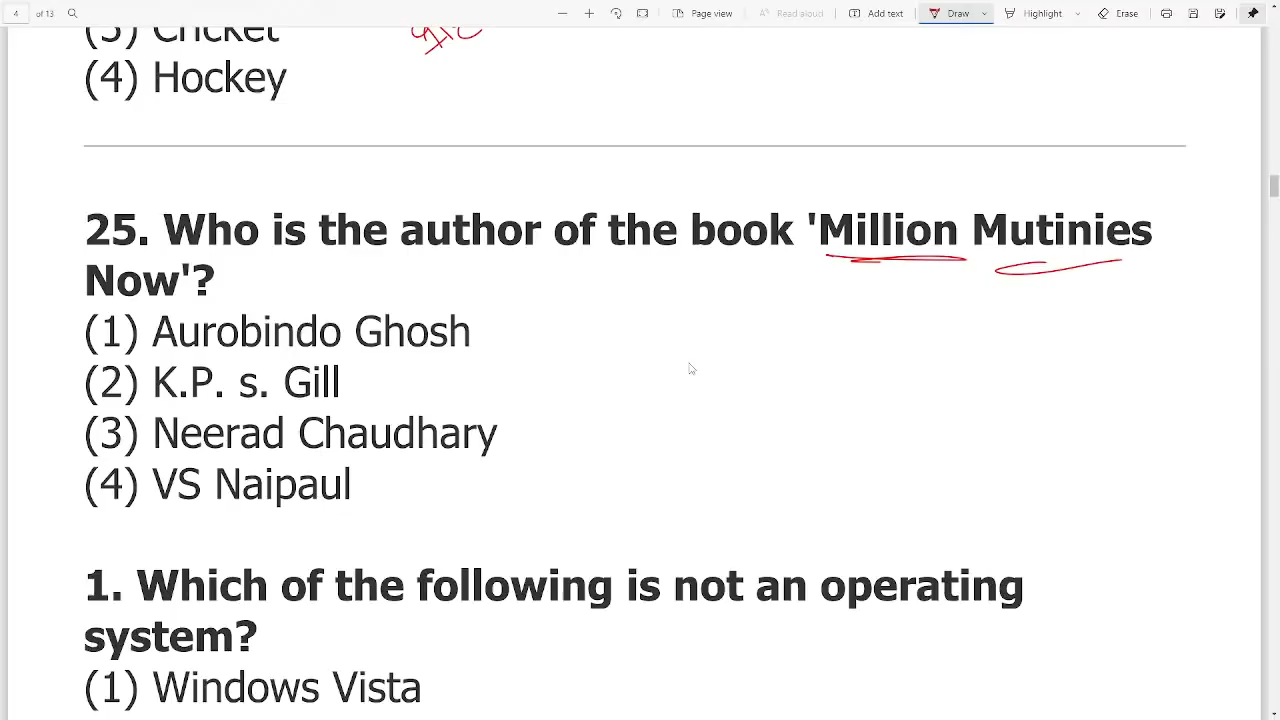 4 of 13 Page view Read aloud Add text Draw Highlight Erase
(3) Cricket
(4) Hockey
25. Who is the author of the book 'Million Mutinies
Now'?
(1) Aurobindo Ghosh
(2) K.P. s. Gill
(3) Neerad Chaudhary
(4) VS Naipaul
1. Which of the following is not an operating
system?
(1) Windows Vista